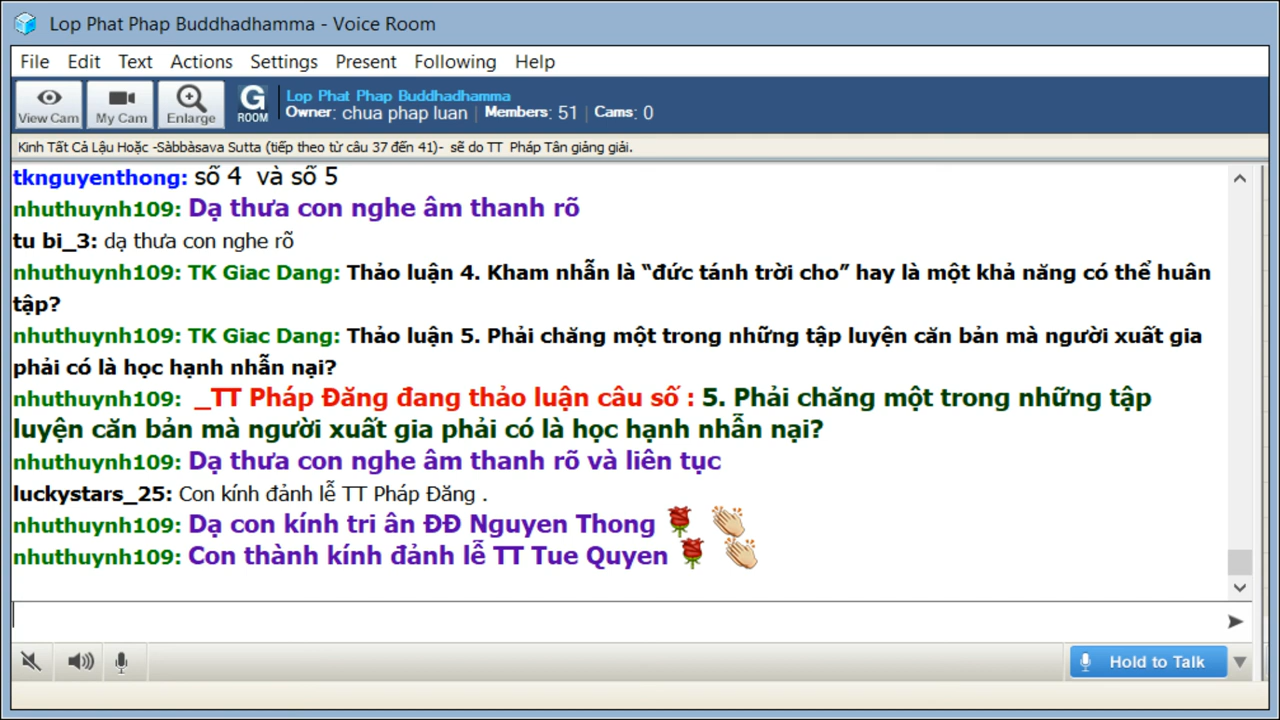 Lop Phat Phap Buddhadhamma - Voice Room
File Edit Text Actions Settings Present Following Help
View Cam My Cam Enlarge G ROOM Lop Phat Phap Buddhadhamma
Owner: chua phap luan | Members: 51 | Cams: 0
Kinh Tất Cả Lậu Hoặc -Sàbbàsava Sutta (tiếp theo từ câu 37 đến 41)- sẽ do TT Pháp Tân giảng giải.
tknguyenthong: số 4 và số 5
nhuthuynh109: Dạ thưa con nghe âm thanh rõ
tu bi_3: dạ thưa con nghe rõ
nhuthuynh109: TK Giac Dang: Thảo luận 4. Kham nhẫn là “đức tánh trời cho” hay là một khả năng có thể huân
tập?
nhuthuynh109: TK Giac Dang: Thảo luận 5. Phải chăng một trong những tập luyện căn bản mà người xuất gia
phải có là học hạnh nhẫn nại?
nhuthuynh109: _TT Pháp Đăng đang thảo luận câu số : 5. Phải chăng một trong những tập
luyện căn bản mà người xuất gia phải có là học hạnh nhẫn nại?
nhuthuynh109: Dạ thưa con nghe âm thanh rõ và liên tục
luckystars_25: Con kính đảnh lễ TT Pháp Đăng .
nhuthuynh109: Dạ con kính tri ân ĐĐ Nguyen Thong
nhuthuynh109: Con thành kính đảnh lễ TT Tue Quyen
Hold to Talk